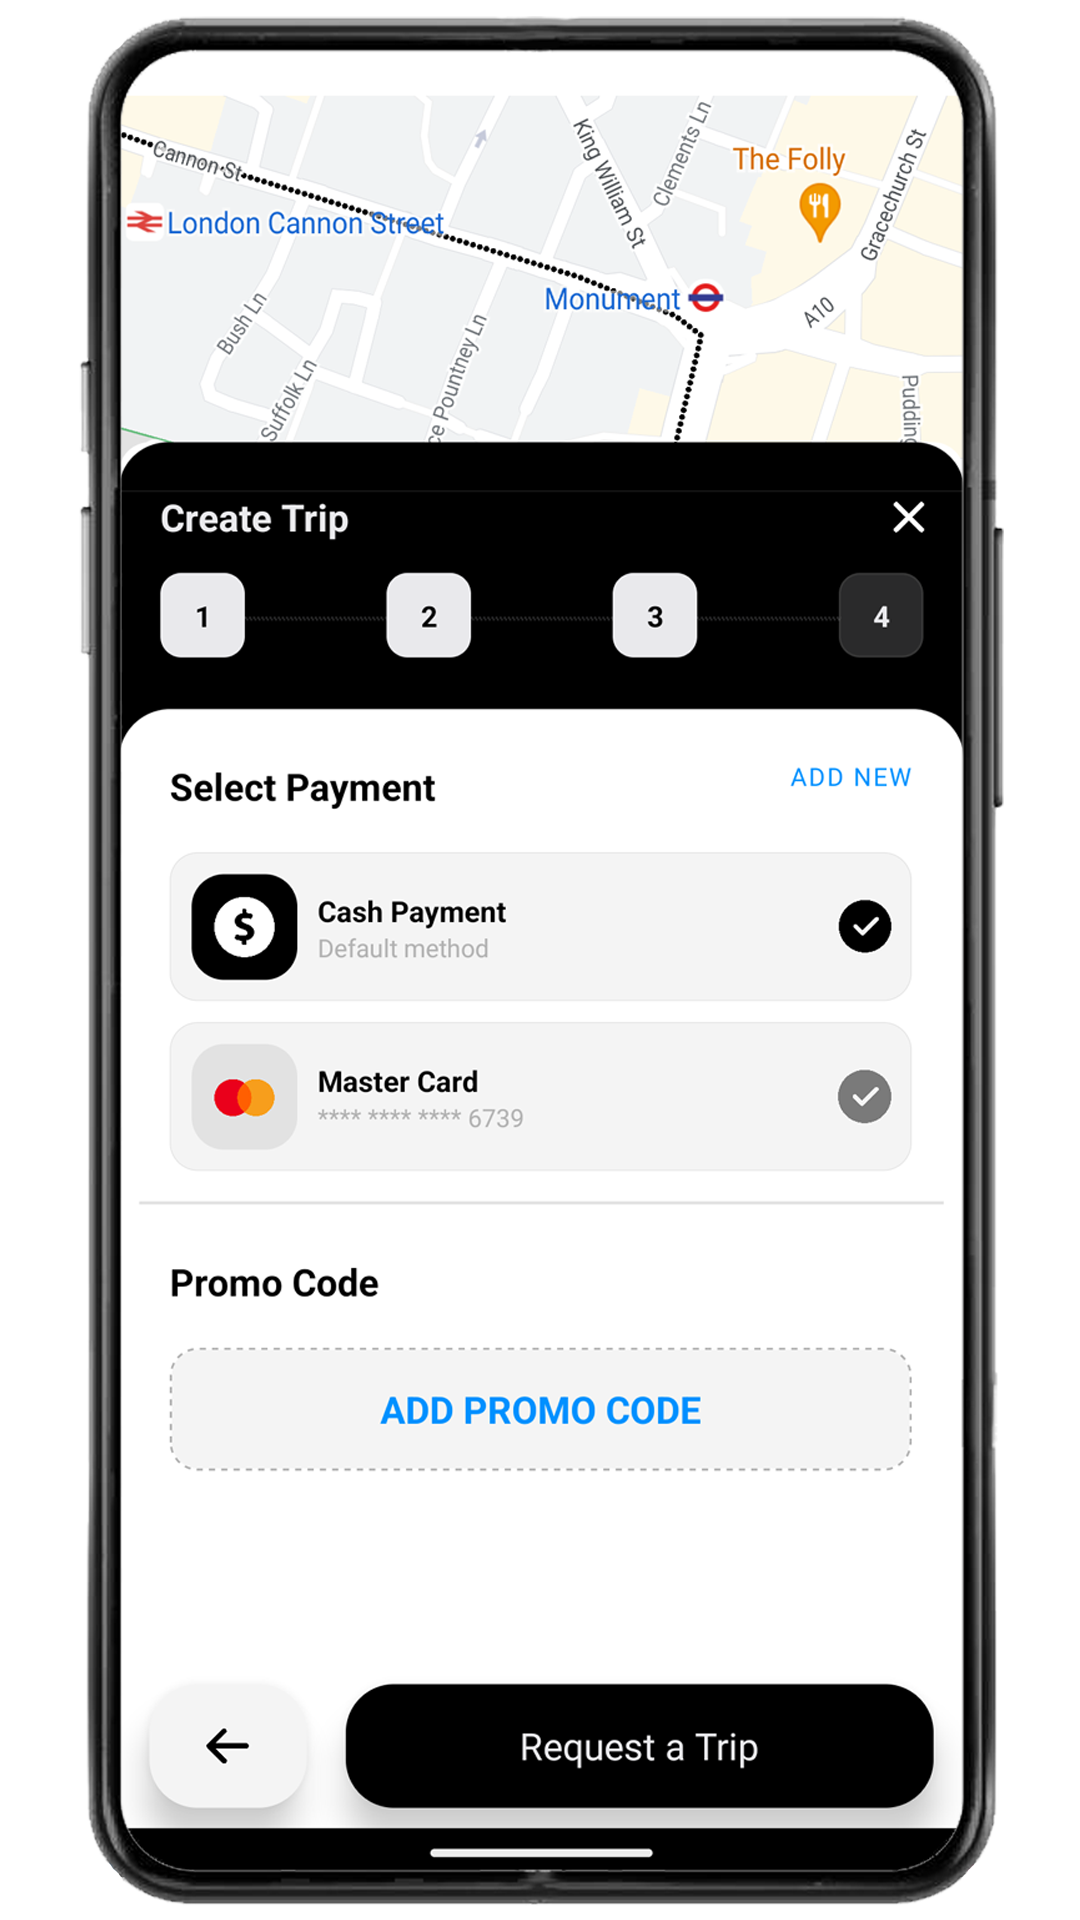 Cannon St
London Cannon Street
King William St
Clements Ln
The Folly
Gracechurch St
Monument
A10
Bush Ln
Suffolk Ln
ce Pountney Ln
Pudding
Create Trip
1
2
3
4
Select Payment
ADD NEW
$
Cash Payment
Default method
Master Card
**** **** **** 6739
Promo Code
ADD PROMO CODE
Request a Trip